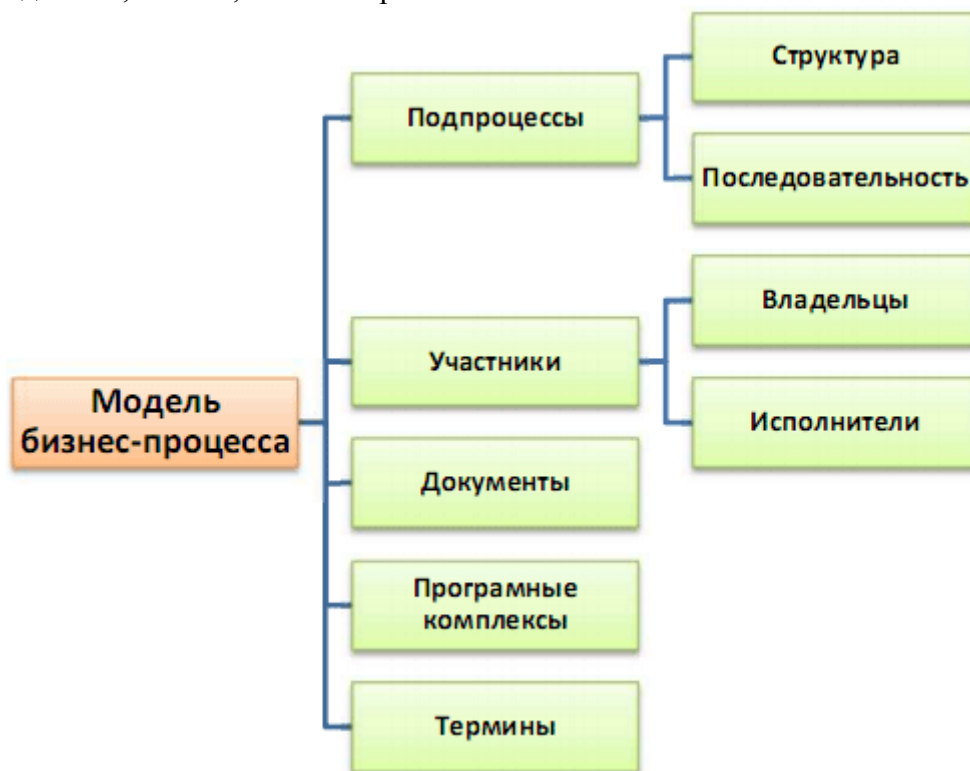 Структура
Подпроцессы
Последовательность
Владельцы
Участники
Модель
бизнес-процесса
Исполнители
Документы
Програмные
комплексы
Термины